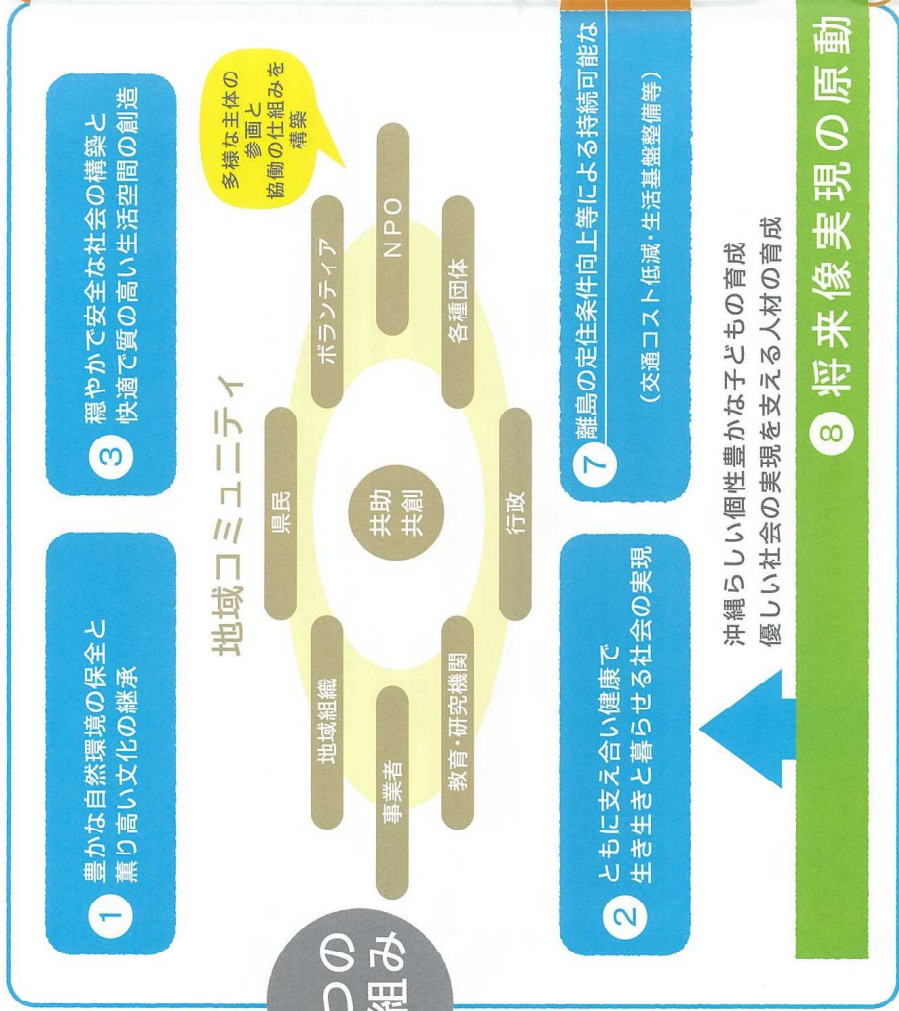 つの
組み
1
豊かな自然環境の保全と
薫り高い文化の継承
3
穏やかで安全な社会の構築と
快適で質の高い生活空間の創造
地域コミュニティ
多様な主体の
参画と
協働の仕組みを
構築
県民
地域組織
ボランティア
事業者
共助
共創
NPO
教育・研究機関
各種団体
行政
2
ともに支え合い健康で
生き生きと暮らせる社会の実現
7
離島の定住条件向上等による持続可能な
(交通コスト低減・生活基盤整備等)
沖縄らしい個性豊かな子どもの育成
優しい社会の実現を支える人材の育成
8 将来像実現の原動